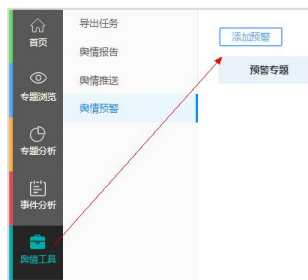 首页
专题浏览
专题分析
事件分析
舆情工具
导出任务
舆情报告
舆情推送
舆情预警
添加预警
预警专题